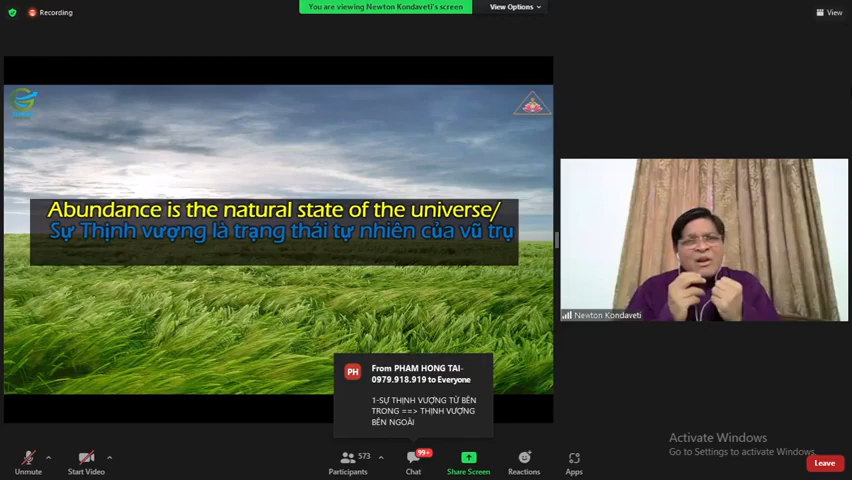 Recording
You are viewing Newton Kondaveti's screen
View Options
View
Abundance is the natural state of the universe/
Sự Thịnh vượng là trạng thái tự nhiên của vũ trụ
Newton Kondaveti
PH
From PHAM HONG TAI-
0979.918.919 to Everyone
1-SỰ THỊNH VƯỢNG TỪ BÊN
TRONG ==> THỊNH VƯỢNG
BÊN NGOÀI
Activate Windows
Go to Settings to activate Windows.
Unmute
Start Video
Participants
573
Chat
99+
Share Screen
Reactions
Apps
Leave